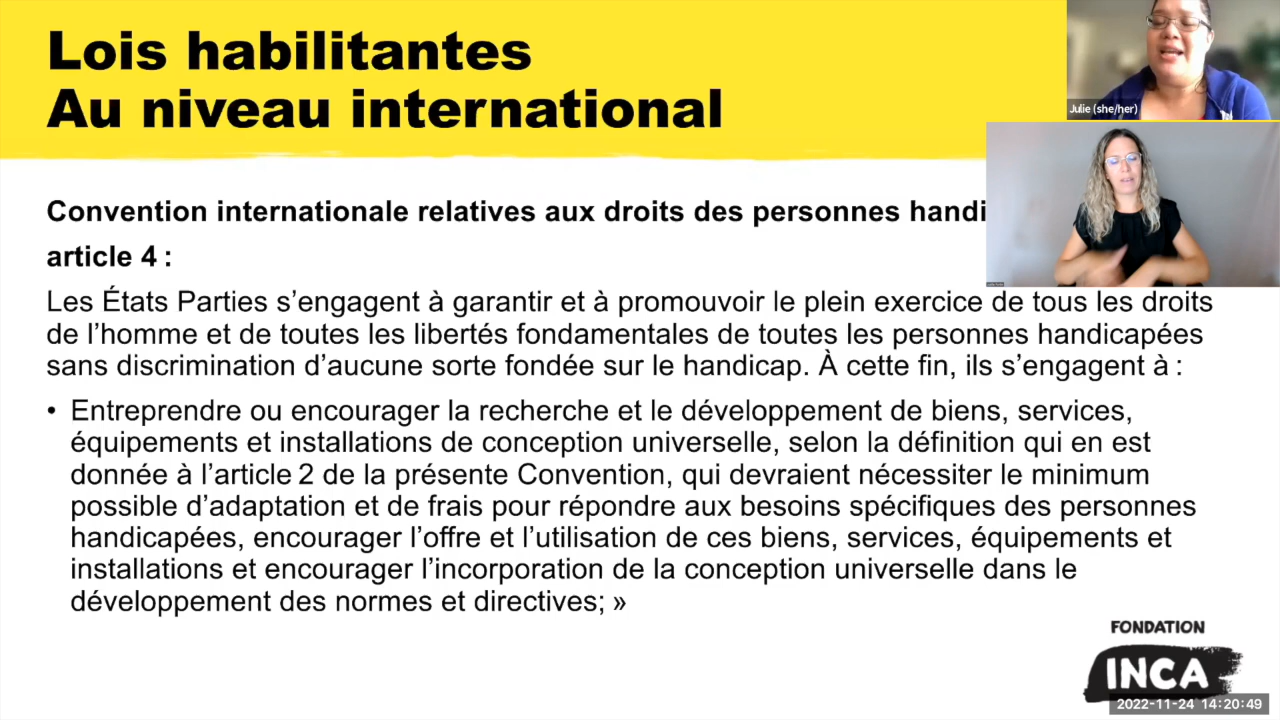 Lois habilitantes
Au niveau international
Julie (she/her)
Convention internationale relatives aux droits des personnes
article 4 :
Les États Parties s’engagent à garantir et à promouvoir le plein exercice de tous les droits
de l’homme et de toutes les libertés fondamentales de toutes les personnes handicapées
sans discrimination d’aucune sorte fondée sur le handicap. À cette fin, ils s’engagent à :
• Entreprendre ou encourager la recherche et le développement de biens, services,
équipements et installations de conception universelle, selon la définition qui en est
donnée à l’article 2 de la présente Convention, qui devraient nécessiter le minimum
possible d’adaptation et de frais pour répondre aux besoins spécifiques des personnes
handicapées, encourager l’offre et l’utilisation de ces biens, services, équipements et
installations et encourager l’incorporation de la conception universelle dans le
développement des normes et directives; »
FONDATION
INCA
2022-11-24 14:20:49